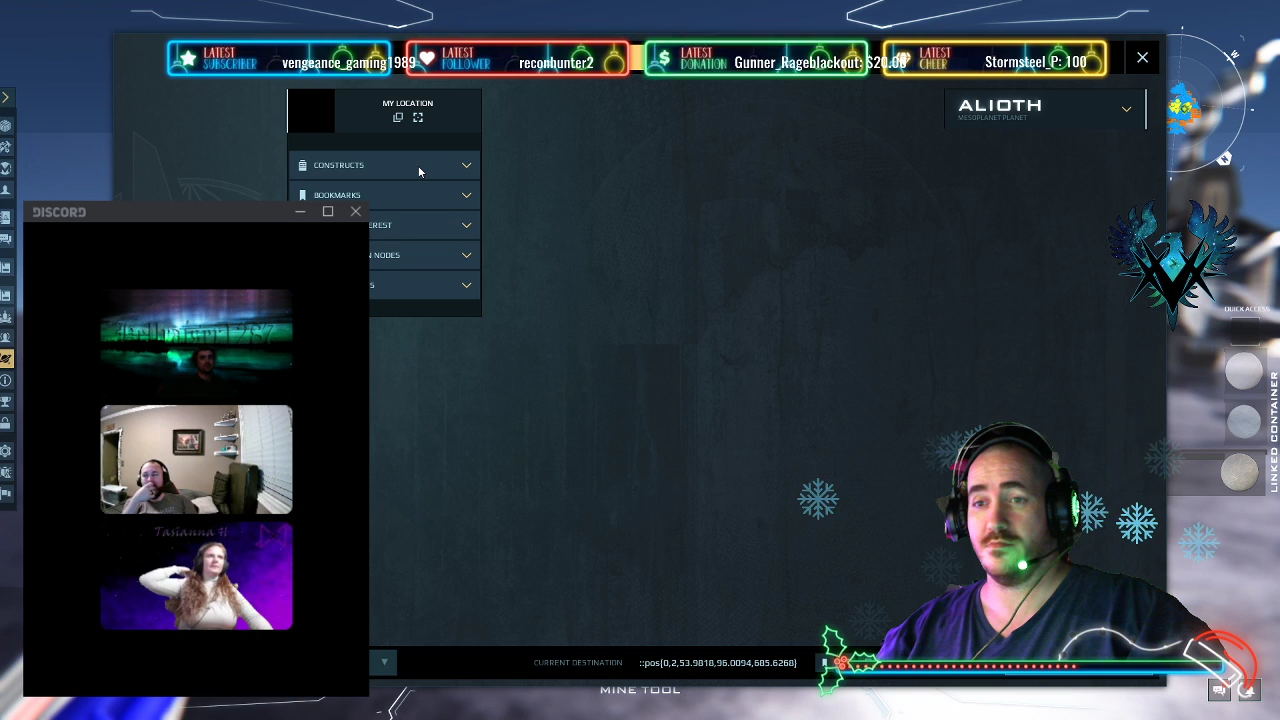 LATEST
SUBSCRIBER
vengeance_gaming1989
LATEST
FOLLOWER
reconhunter2
LATEST
DONATION
Gunner_Rageblackout: $20.00
LATEST
CHEER
Stormsteel_P: 100
MY LOCATION
ALIOTH
MESOPLANET PLANET
CONSTRUCTS
BOOKMARKS
EREST
NODES
S
DISCORD
W
N
QUICK ACCESS
LINKED CONTAINER
Tasianna H
CURRENT DESTINATION
::pos{0,2,53.9818,96.0094,685.6268}
MINE TOOL